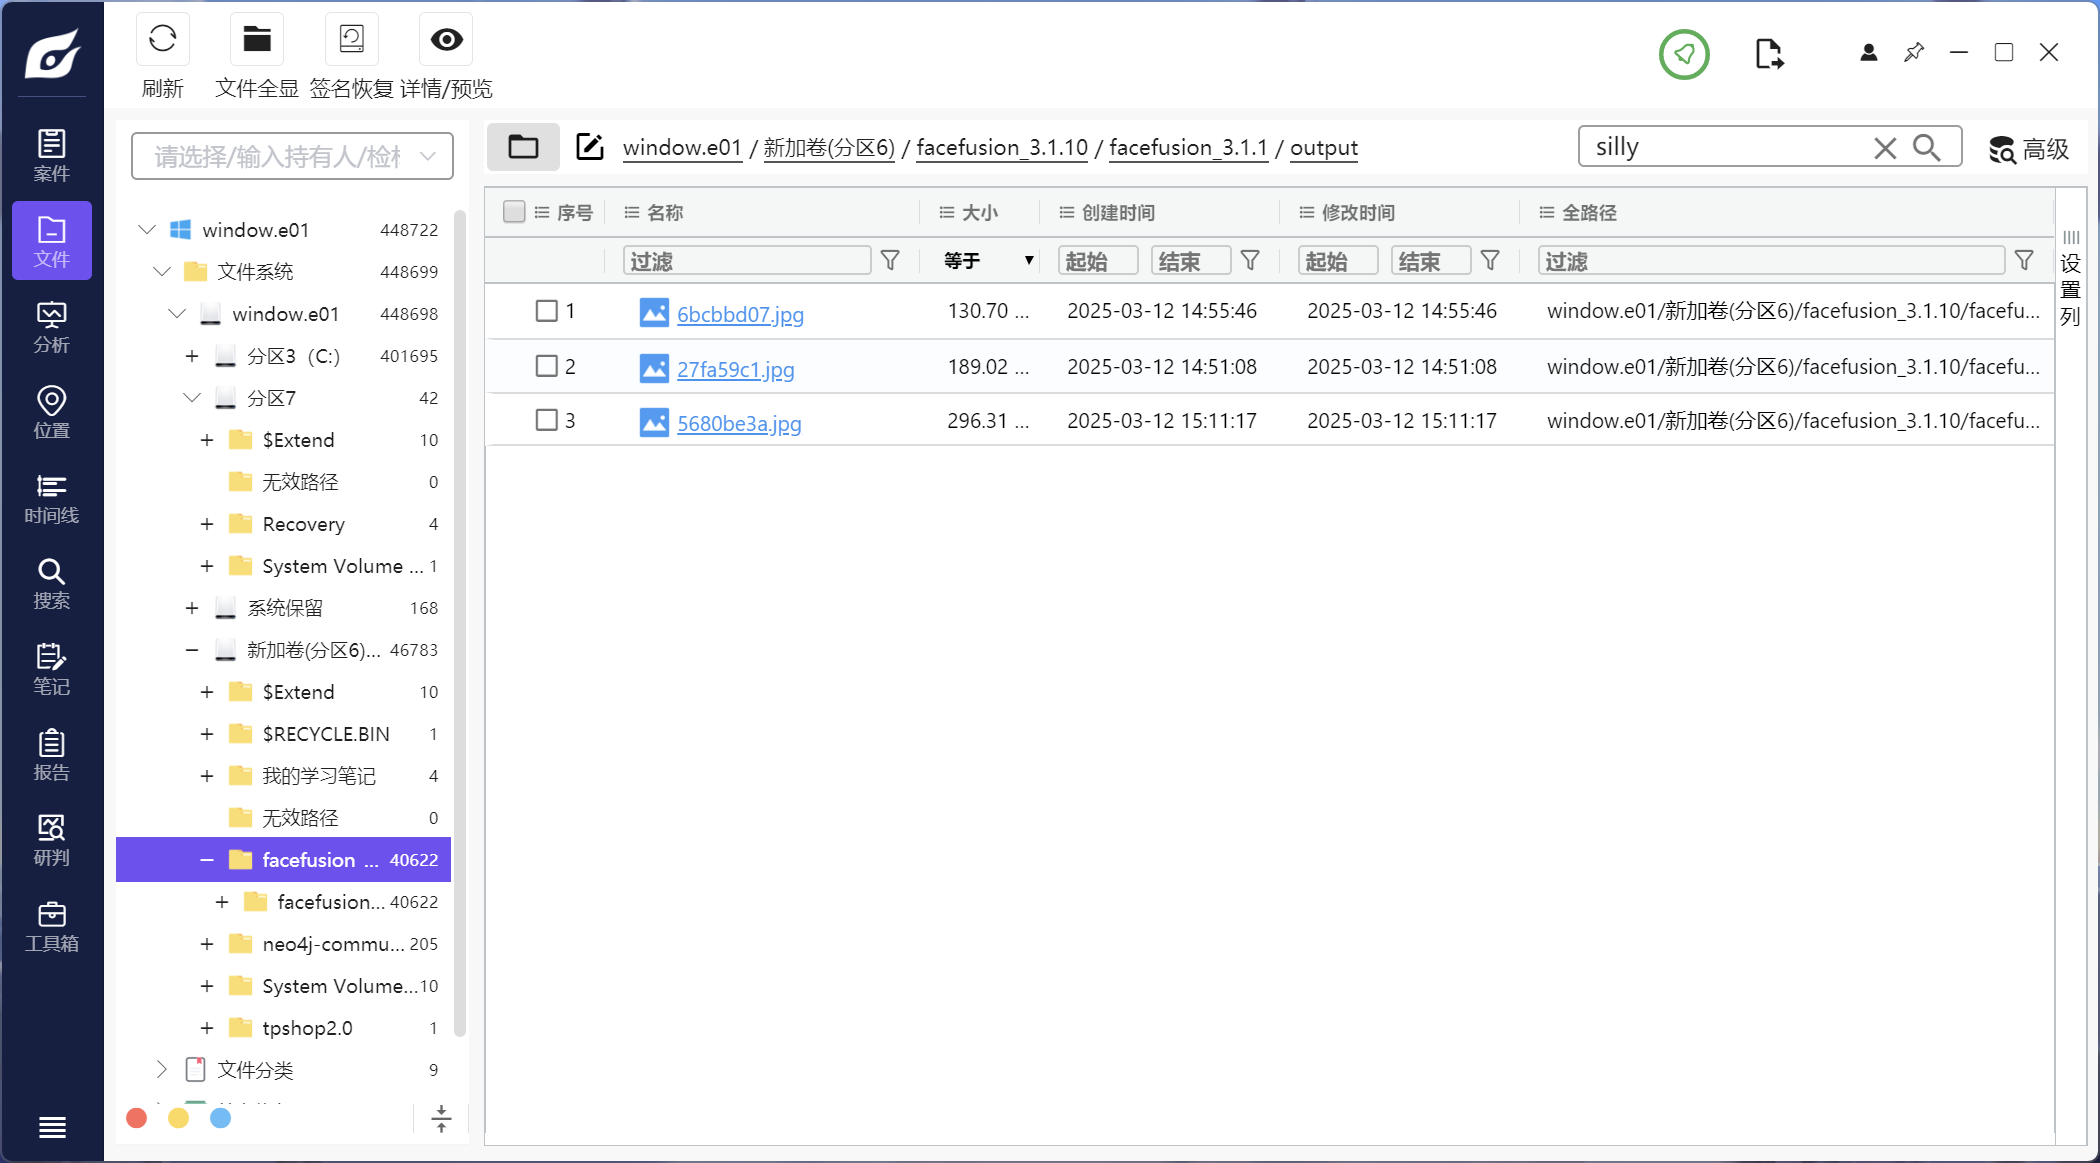 刷新
文件全显
签名恢复
详情/预览
案件
文件
分析
位置
时间线
搜索
笔记
报告
研判
工具箱
请选择/输入持有人/检材
window.e01 448722
文件系统 448699
window.e01 448698
分区3（C:） 401695
分区7 42
$Extend 10
无效路径 0
Recovery 4
System Volume ... 1
系统保留 168
新加卷(分区6)... 46783
$Extend 10
$RECYCLE.BIN 1
我的学习笔记 4
无效路径 0
facefusion ... 40622
facefusion... 40622
neo4j-commu... 205
System Volume... 10
tpshop2.0 1
文件分类 9
window.e01 / 新加卷(分区6) / facefusion_3.1.10 / facefusion_3.1.1 / output
silly
高级
序号 名称 大小 创建时间 修改时间 全路径
过滤 等于 起始 结束 起始 结束 过滤
1 6bcbbd07.jpg 130.70 ... 2025-03-12 14:55:46 2025-03-12 14:55:46 window.e01/新加卷(分区6)/facefusion_3.1.10/facefu...
2 27fa59c1.jpg 189.02 ... 2025-03-12 14:51:08 2025-03-12 14:51:08 window.e01/新加卷(分区6)/facefusion_3.1.10/facefu...
3 5680be3a.jpg 296.31 ... 2025-03-12 15:11:17 2025-03-12 15:11:17 window.e01/新加卷(分区6)/facefusion_3.1.10/facefu...
设置列